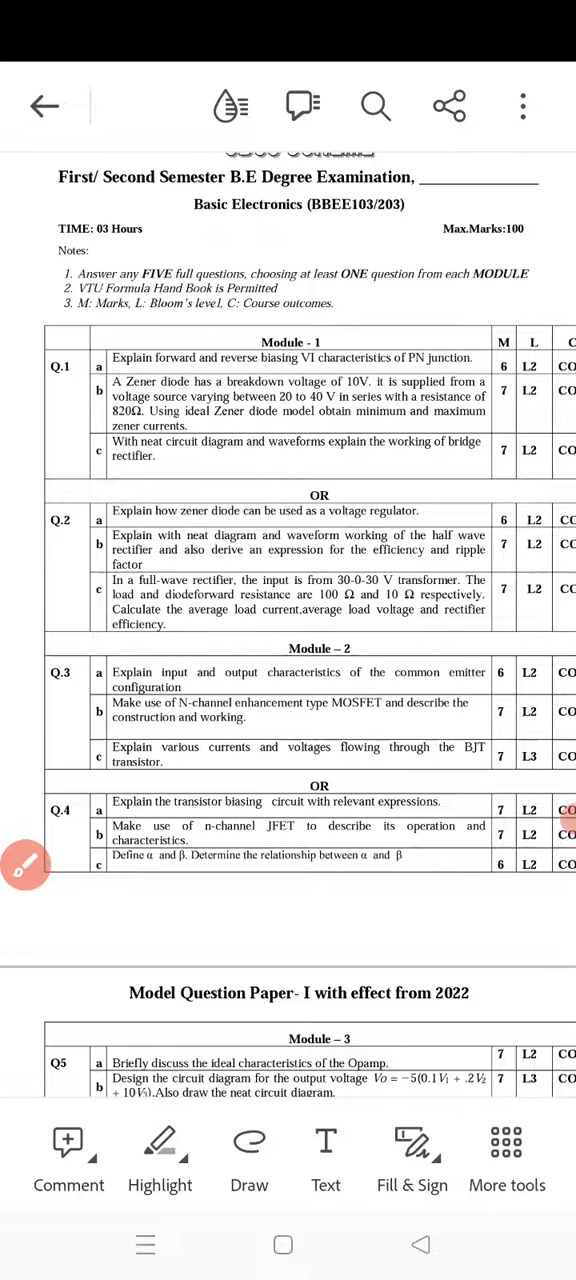 First/ Second Semester B.E Degree Examination, ____________
Basic Electronics (BBEE103/203)
TIME: 03 Hours Max.Marks:100
Notes:
1. Answer any FIVE full questions, choosing at least ONE question from each MODULE
2. VTU Formula Hand Book is Permitted
3. M: Marks, L: Bloom's level, C: Course outcomes.
Module - 1 M L C
Q.1 a Explain forward and reverse biasing VI characteristics of PN junction. 6 L2 CO
b A Zener diode has a breakdown voltage of 10V. it is supplied from a 7 L2 CO
voltage source varying between 20 to 40 V in series with a resistance of
820Ω. Using ideal Zener diode model obtain minimum and maximum
zener currents.
c With neat circuit diagram and waveforms explain the working of bridge 7 L2 CO
rectifier.
OR
Q.2 a Explain how zener diode can be used as a voltage regulator. 6 L2 CO
b Explain with neat diagram and waveform working of the half wave 7 L2 CO
rectifier and also derive an expression for the efficiency and ripple
factor
c In a full-wave rectifier, the input is from 30-0-30 V transformer. The 7 L2 CO
load and diodeforward resistance are 100 Ω and 10 Ω respectively.
Calculate the average load current,average load voltage and rectifier
efficiency.
Module – 2
Q.3 a Explain input and output characteristics of the common emitter 6 L2 CO
configuration
b Make use of N-channel enhancement type MOSFET and describe the 7 L2 CO
construction and working.
c Explain various currents and voltages flowing through the BJT 7 L3 CO
transistor.
OR
Q.4 a Explain the transistor biasing circuit with relevant expressions. 7 L2 CO
b Make use of n-channel JFET to describe its operation and 7 L2 CO
characteristics.
c Define α and β. Determine the relationship between α and β 6 L2 CO
Model Question Paper- I with effect from 2022
Module – 3
Q5 a Briefly discuss the ideal characteristics of the Opamp. 7 L2 CO
b Design the circuit diagram for the output voltage Vo = −5(0.1V1 + .2V2 7 L3 CO
+ 10V3).Also draw the neat circuit diagram.
Comment Highlight Draw Text Fill & Sign More tools